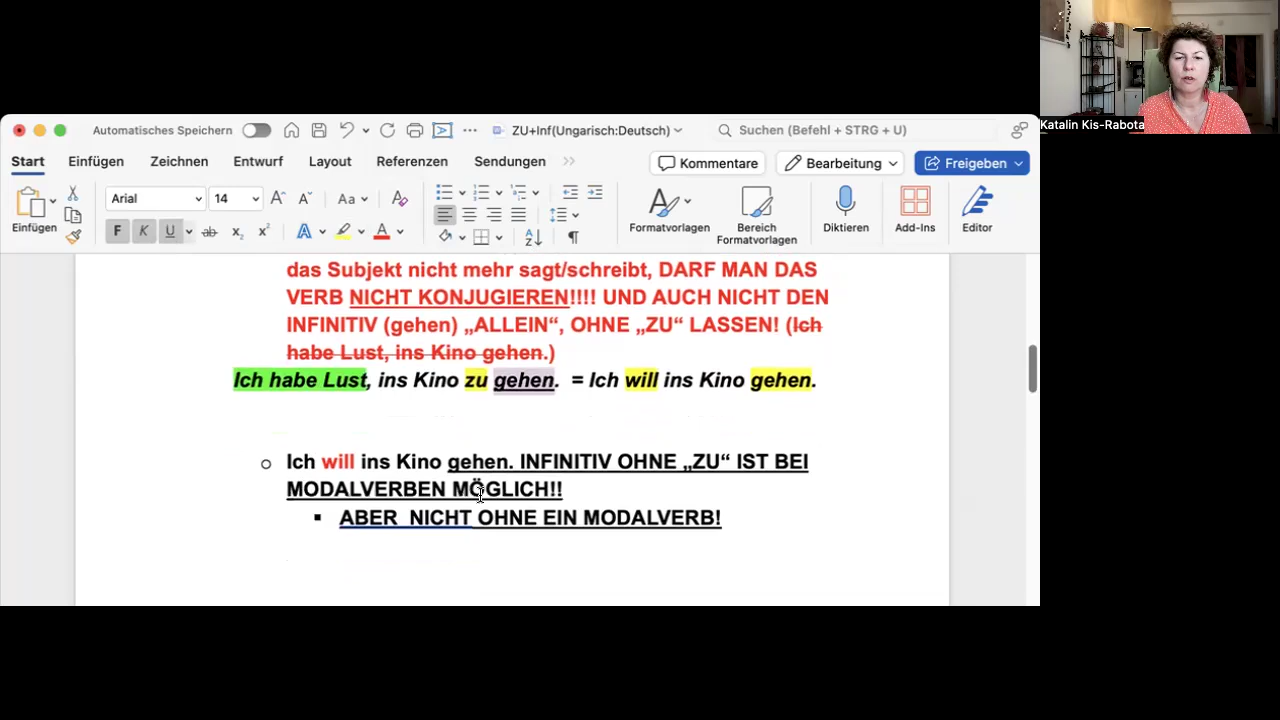 Katalin Kis-Rabota
Automatisches Speichern
ZU+Inf(Ungarisch:Deutsch)
Suchen (Befehl + STRG + U)
Start Einfügen Zeichnen Entwurf Layout Referenzen Sendungen
Kommentare Bearbeitung Freigeben
Einfügen
Arial 14
Aa
F K U ab x₂ x²
Formatvorlagen
Bereich
Formatvorlagen
Diktieren
Add-Ins
Editor
das Subjekt nicht mehr sagt/schreibt, DARF MAN DAS
VERB NICHT KONJUGIEREN!!!! UND AUCH NICHT DEN
INFINITIV (gehen) „ALLEIN“, OHNE „ZU“ LASSEN! (Ich
habe Lust, ins Kino gehen.)
Ich habe Lust, ins Kino zu gehen. = Ich will ins Kino gehen.
Ich will ins Kino gehen. INFINITIV OHNE „ZU“ IST BEI
MODALVERBEN MÖGLICH!!
ABER NICHT OHNE EIN MODALVERB!